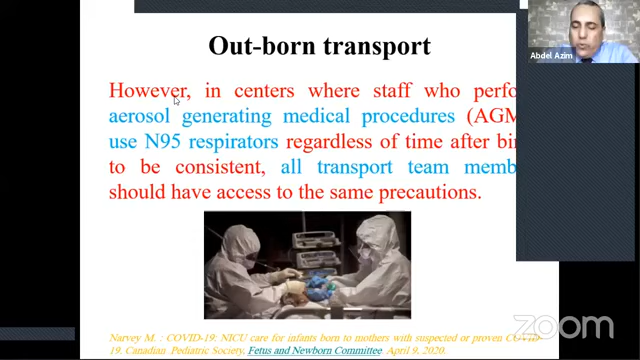 Out-born transport
Abdel Azim
However, in centers where staff who perfo
aerosol generating medical procedures (AGM
use N95 respirators regardless of time after bi
to be consistent, all transport team memb
should have access to the same precautions.
zoom
Narvey M. : COVID-19: NICU care for infants born to mothers with suspected or proven COVID-
19. Canadian Pediatric Society, Fetus and Newborn Committee. April 9, 2020.